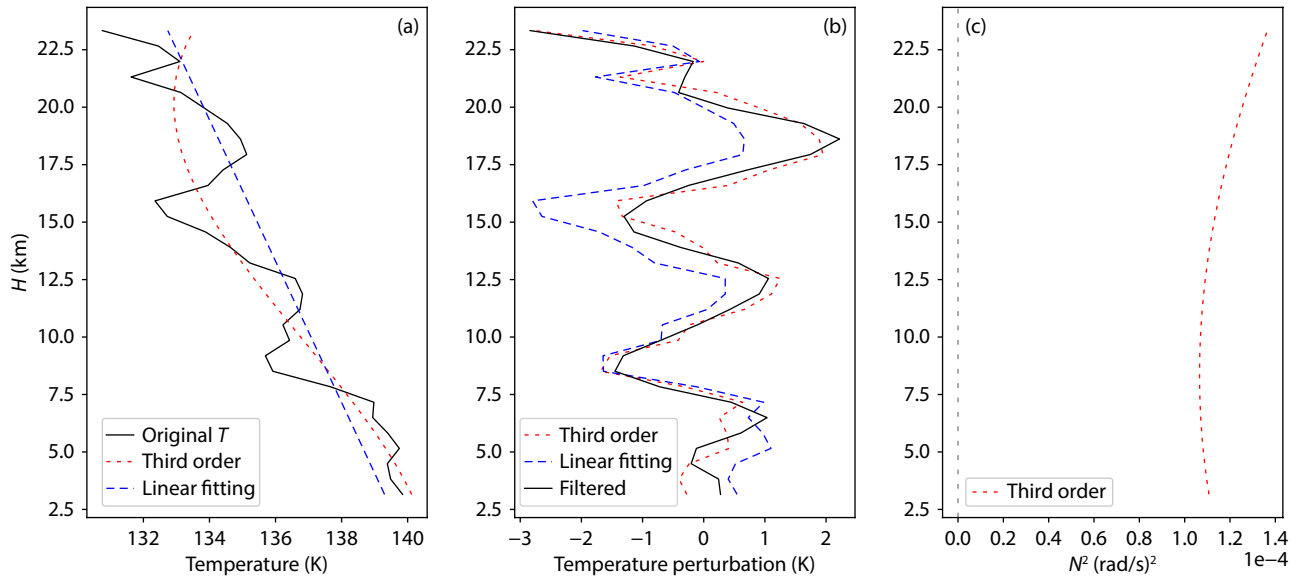 (a)
22.5
20.0
17.5
15.0
12.5
10.0
7.5
5.0
2.5
H (km)
Original T
Third order
Linear fitting
132 134 136 138 140
Temperature (K)
(b)
22.5
20.0
17.5
15.0
12.5
10.0
7.5
5.0
2.5
Third order
Linear fitting
Filtered
−3 −2 −1 0 1 2
Temperature perturbation (K)
(c)
22.5
20.0
17.5
15.0
12.5
10.0
7.5
5.0
2.5
Third order
0.0 0.2 0.4 0.6 0.8 1.0 1.2 1.4
1e−4
N² (rad/s)²